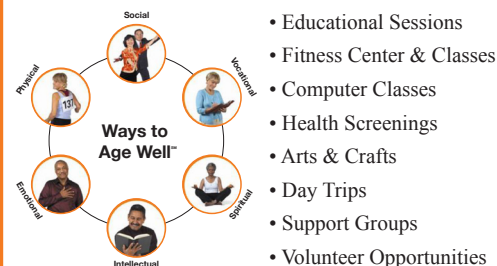 Social
Physical
Vocational
137
Ways to
Age Well℠
Emotional
Spiritual
Intellectual
• Educational Sessions
• Fitness Center & Classes
• Computer Classes
• Health Screenings
• Arts & Crafts
• Day Trips
• Support Groups
• Volunteer Opportunities